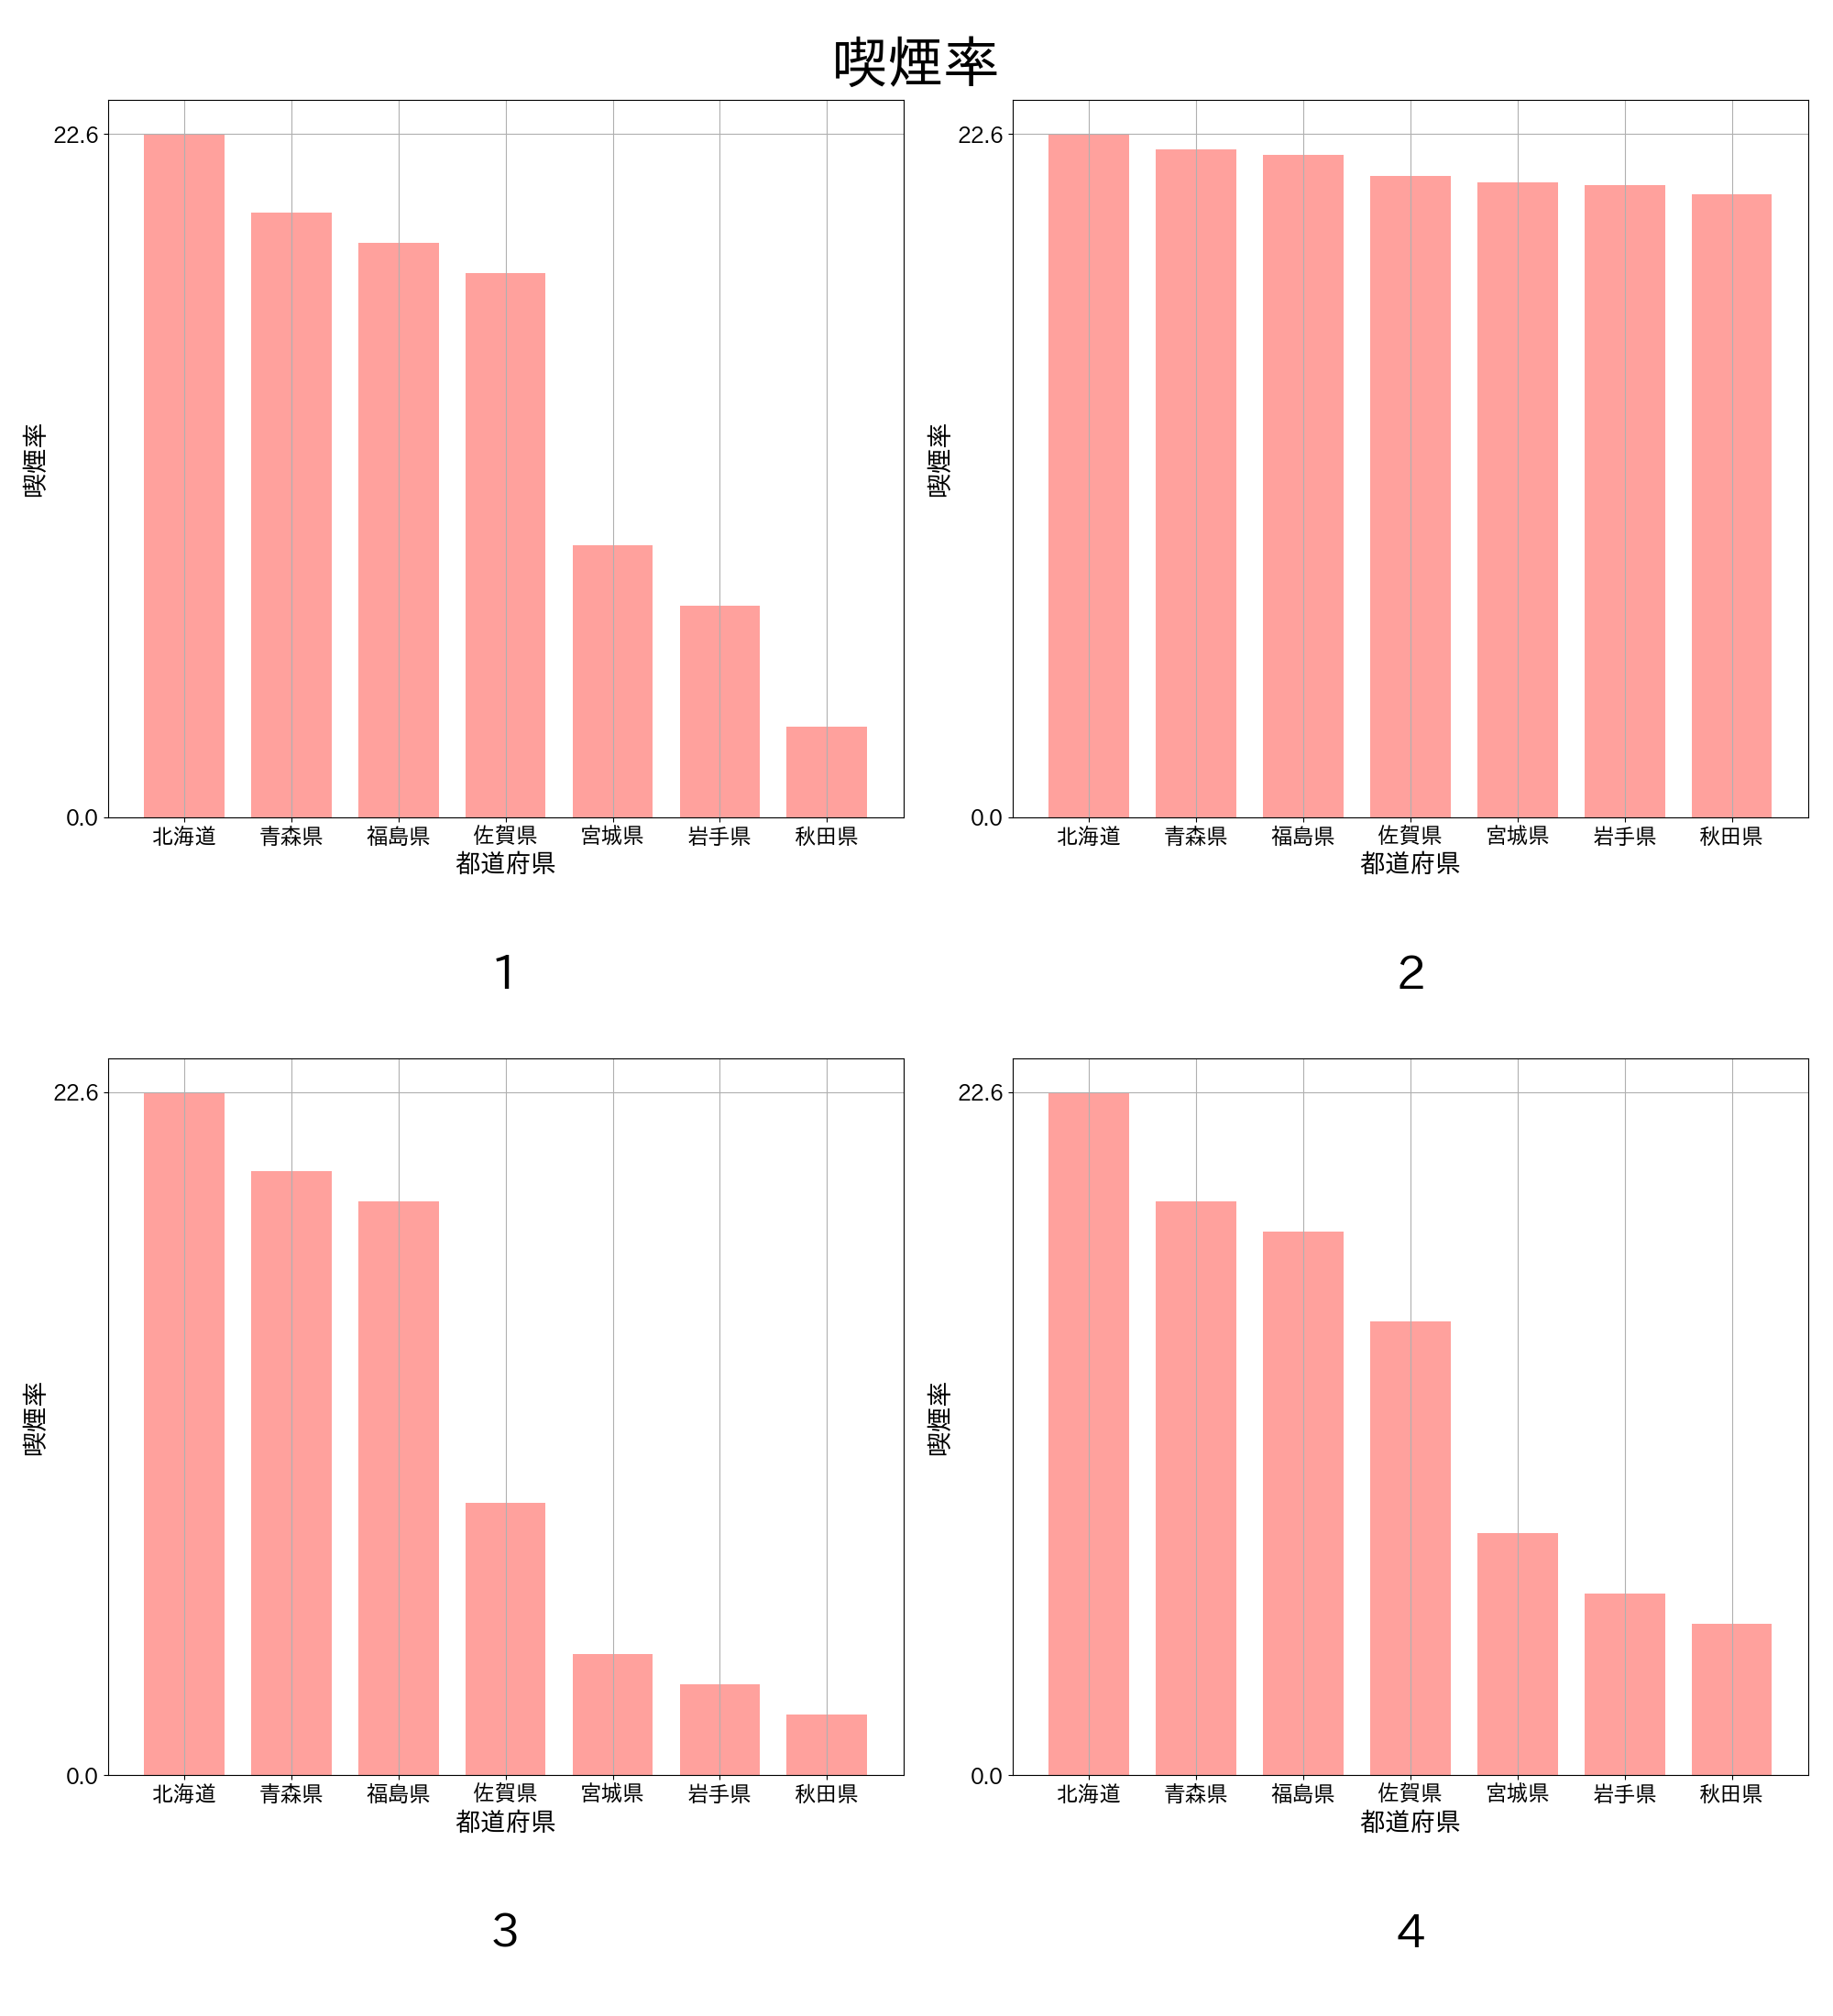 喫煙率
22.6
0.0
喫煙率
北海道 青森県 福島県 佐賀県 宮城県 岩手県 秋田県
都道府県
1
22.6
0.0
喫煙率
北海道 青森県 福島県 佐賀県 宮城県 岩手県 秋田県
都道府県
2
22.6
0.0
喫煙率
北海道 青森県 福島県 佐賀県 宮城県 岩手県 秋田県
都道府県
3
22.6
0.0
喫煙率
北海道 青森県 福島県 佐賀県 宮城県 岩手県 秋田県
都道府県
4